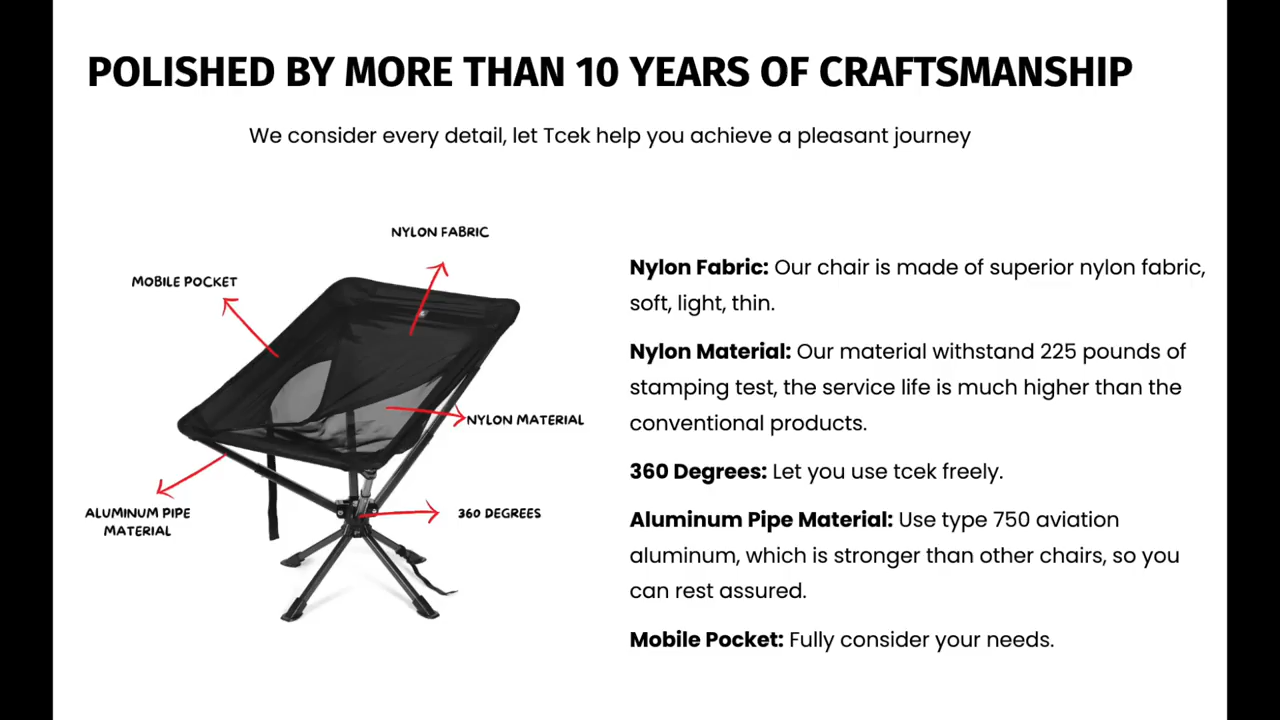 POLISHED BY MORE THAN 10 YEARS OF CRAFTSMANSHIP
We consider every detail, let Tcek help you achieve a pleasant journey
NYLON FABRIC
MOBILE POCKET
NYLON MATERIAL
ALUMINUM PIPE
MATERIAL
360 DEGREES
Nylon Fabric: Our chair is made of superior nylon fabric,
soft, light, thin.
Nylon Material: Our material withstand 225 pounds of
stamping test, the service life is much higher than the
conventional products.
360 Degrees: Let you use tcek freely.
Aluminum Pipe Material: Use type 750 aviation
aluminum, which is stronger than other chairs, so you
can rest assured.
Mobile Pocket: Fully consider your needs.